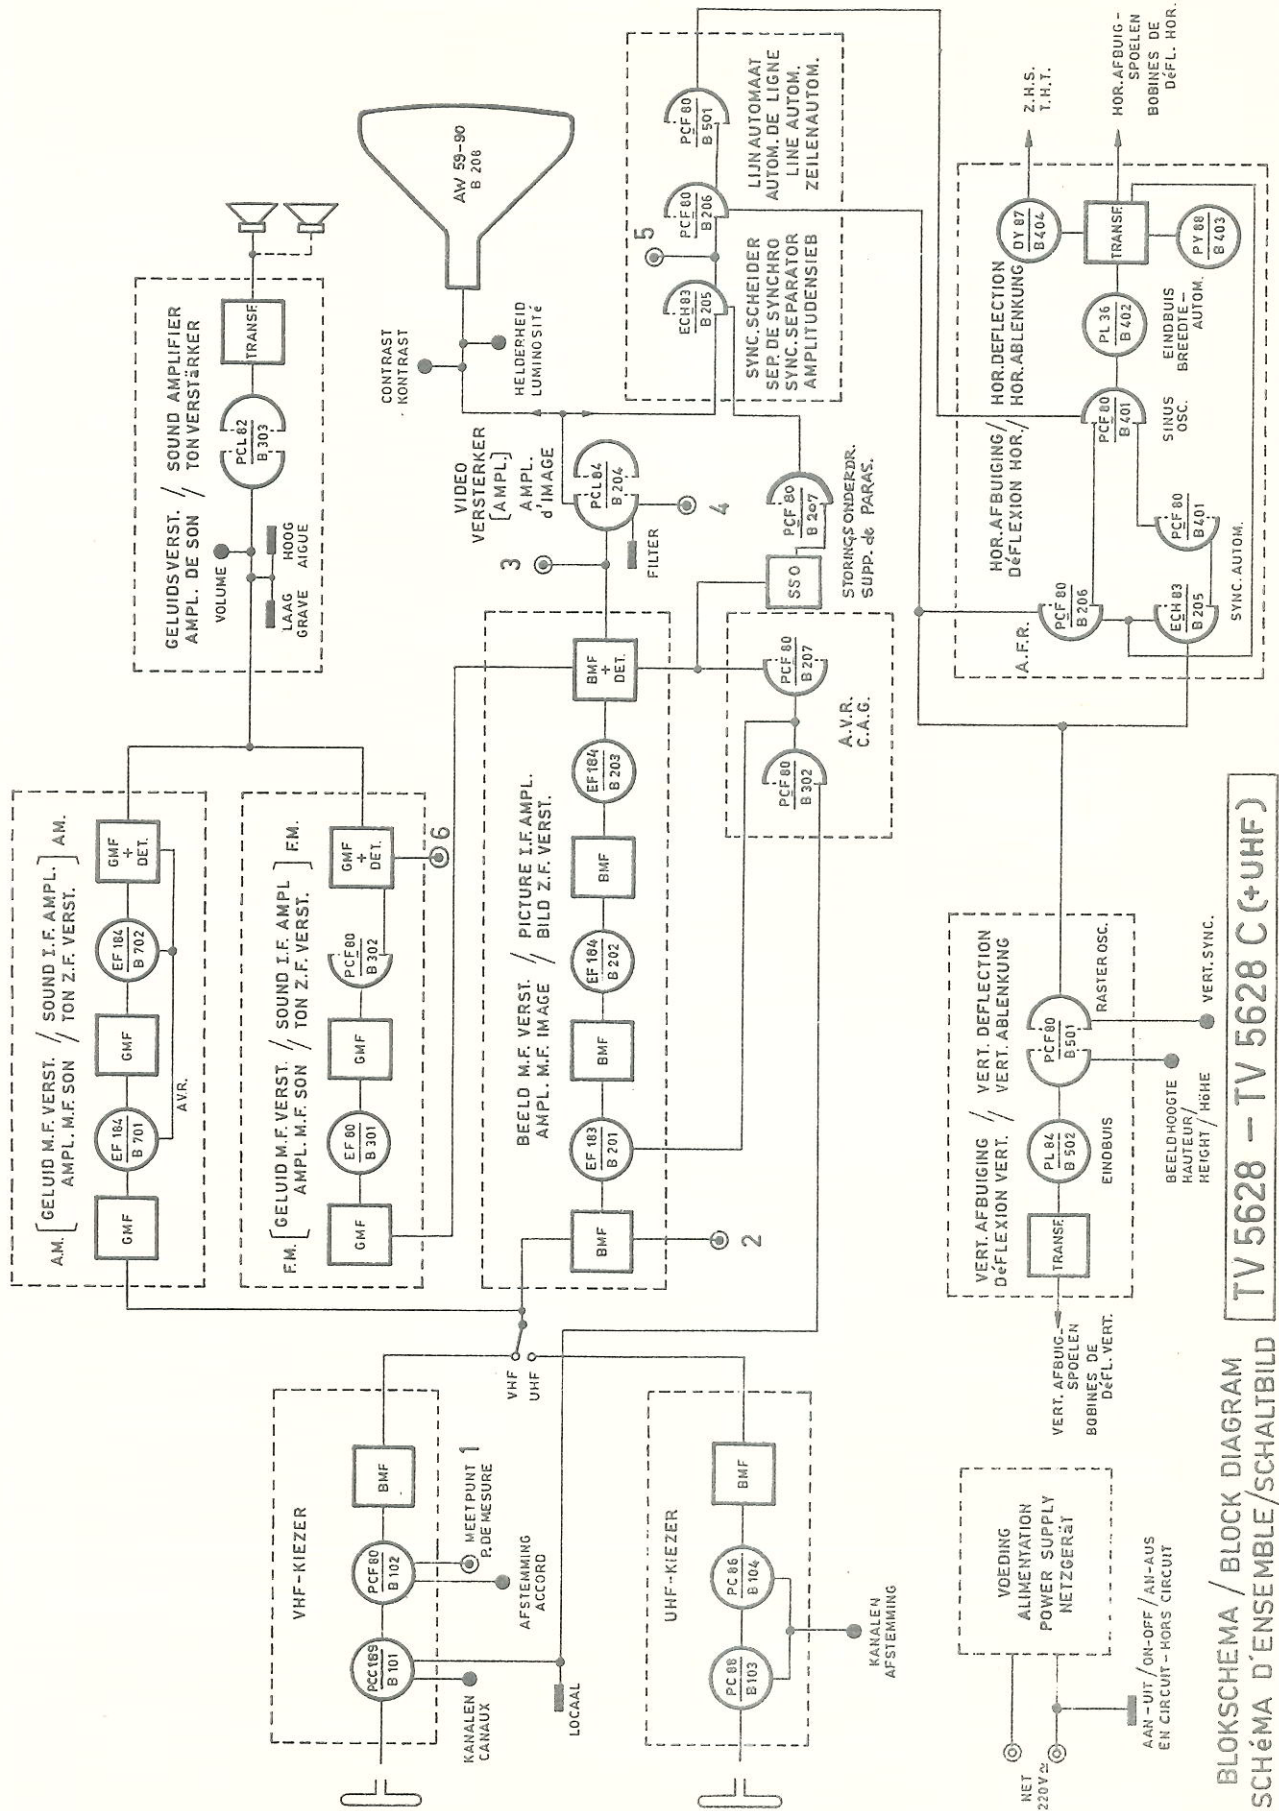 VHF-KIEZER
PCC189
B 101
PCF80
B 102
BMF
KANALEN
CANAUX
MEETPUNT 1
P.DE MESURE
AFSTEMMING
ACCORD
LOCAAL
VHF
UHF
UHF-KIEZER
PC 88
B 103
PC 86
B 104
BMF
KANALEN
AFSTEMMING
A.M. [GELUID M.F. VERST. // SOUND I.F. AMPL.] AM.
AMPL. M.F. SON // TON Z.F. VERST.
GMF
EF 184
B 701
GMF
EF 184
B 702
GMF
+
DET.
A.V.R.
F.M. [GELUID M.F. VERST. // SOUND I.F. AMPL] F.M.
AMPL. M.F. SON // TON Z.F. VERST.
GMF
EF 80
B 301
GMF
PCF80
B 302
GMF
+
DET.
6
BEELD M.F. VERST. // PICTURE I.F. AMPL.
AMPL. M.F. IMAGE // BILD Z.F. VERST.
BMF
EF 183
B 201
BMF
EF 184
B 202
BMF
EF 184
B 203
BMF
+
DET.
2
PCF 80
B 302
PCF 80
B 207
A.V.R.
C.A.G.
GELUIDSVERST. // SOUND AMPLIFIER
AMPL. DE SON // TONVERSTäRKER
VOLUME
LAAG
GRAVE
HOOG
AIGUE
PCL 82
B 303
TRANSF.
VIDEO
VERSTERKER
[AMPL.]
AMPL.
d'IMAGE
3
PCL 84
B 204
FILTER
4
CONTRAST
KONTRAST
HELDERHEID
LUMINOSITé
AW 59-90
B 208
SSO
PCF 80
B 207
STORINGSONDERDR.
SUPP. de PARAS.
5
ECH83
B 205
PCF 80
B 206
PCF 80
B 501
SYNC. SCHEIDER
SEP. DE SYNCHRO
SYNC. SEPARATOR
AMPLITUDENSIEB
LIJNAUTOMAAT
AUTOM. DE LIGNE
LINE AUTOM.
ZEILENAUTOM.
HOR. AFBUIGING / HOR. DEFLECTION
DéFLEXION HOR. / HOR. ABLENKUNG
A.F.R.
PCF 80
B 206
ECH 83
B 205
PCF 80
B 401
SYNC. AUTOM.
PCF 80
B 401
SINUS
OSC.
PL 36
B 402
EINDBUIS
BREEDTE-
AUTOM.
TRANSF.
DY 87
B 404
PY 88
B 403
Z.H.S.
T.H.T.
HOR. AFBUIG-
SPOELEN
BOBINES DE
DéFL. HOR.
VERT. AFBUIGING // VERT. DEFLECTION
DéFLEXION VERT. // VERT. ABLENKUNG
TRANSF.
PL 84
B 502
EINDBUIS
PCF80
B 501
RASTER OSC.
VERT. AFBUIG-
SPOELEN
BOBINES DE
DéFL. VERT.
BEELDHOOGTE
HAUTEUR/
HEIGHT/HöHE
VERT. SYNC.
VOEDING
ALIMENTATION
POWER SUPPLY
NETZGERäT
NET
220V≃
AN-UIT/ON-OFF/AN-AUS
EN CIRCUIT-HORS CIRCUIT
BLOKSCHEMA / BLOCK DIAGRAM
SCHéMA D'ENSEMBLE/SCHALTBILD
TV 5628 - TV 5628 C (+UHF)